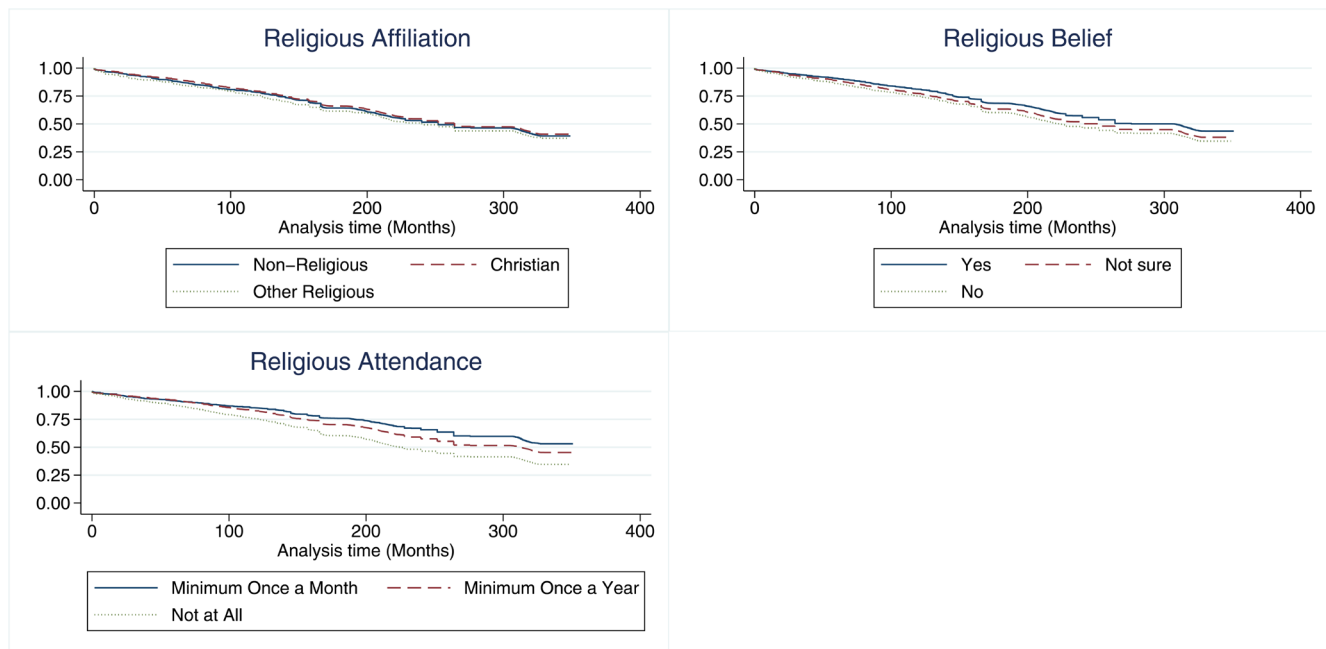 Religious Affiliation
1.00
0.75
0.50
0.25
0.00
0 100 200 300 400
Analysis time (Months)
Non−Religious Christian
Other Religious
Religious Belief
1.00
0.75
0.50
0.25
0.00
0 100 200 300 400
Analysis time (Months)
Yes Not sure
No
Religious Attendance
1.00
0.75
0.50
0.25
0.00
0 100 200 300 400
Analysis time (Months)
Minimum Once a Month Minimum Once a Year
Not at All